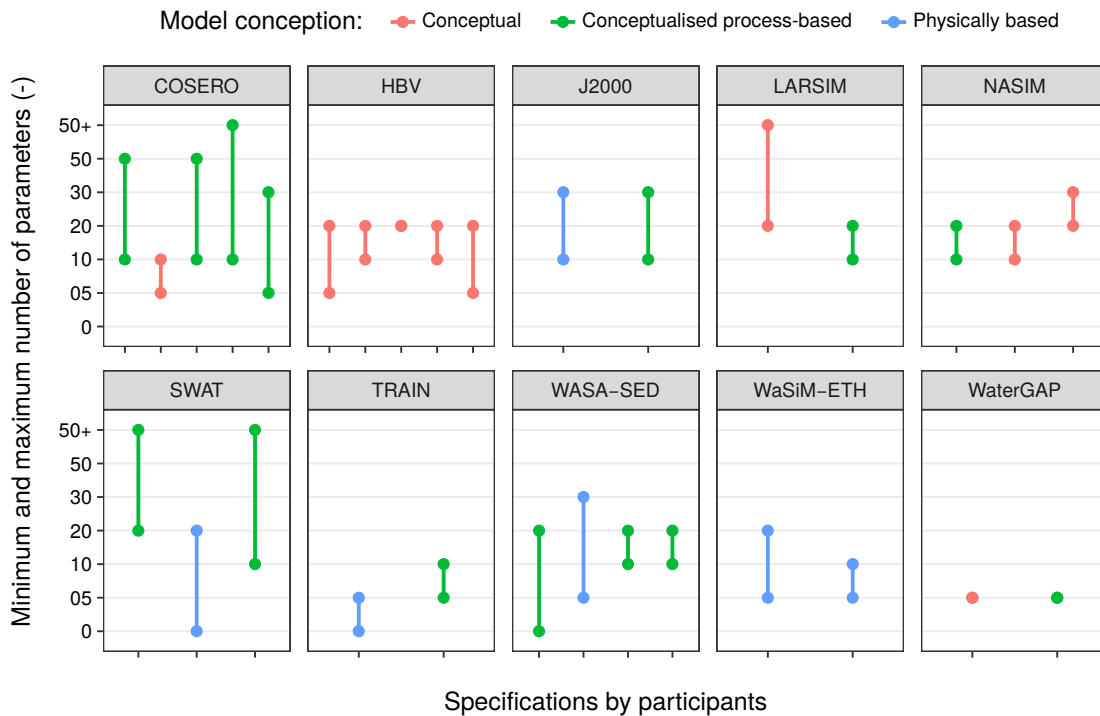 Model conception: Conceptual Conceptualised process-based Physically based
Minimum and maximum number of parameters (-)
COSERO HBV J2000 LARSIM NASIM
50+
50
30
20
10
05
0
SWAT TRAIN WASA-SED WaSiM-ETH WaterGAP
50+
50
30
20
10
05
0
Specifications by participants